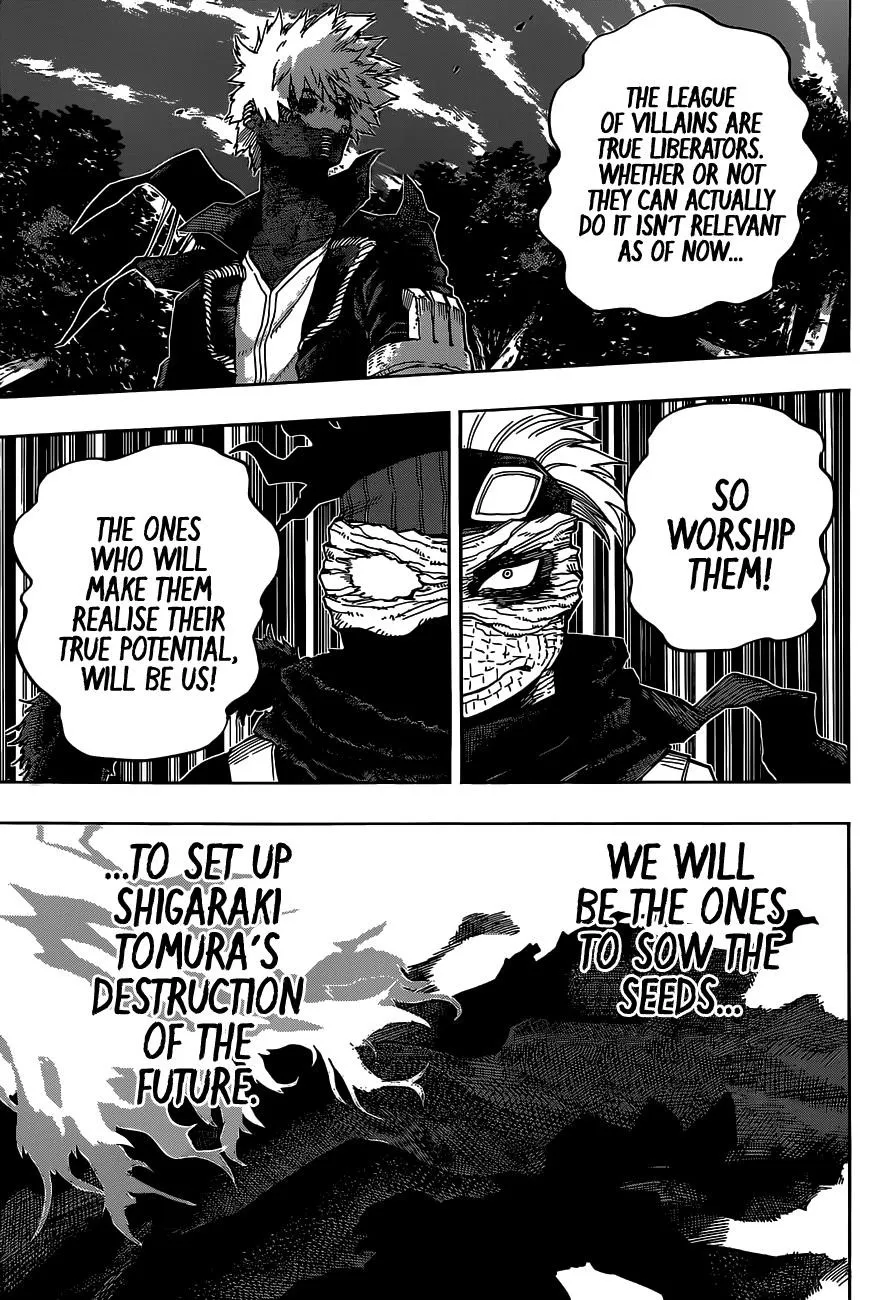 THE LEAGUE
OF VILLAINS ARE
TRUE LIBERATORS.
WHETHER OR NOT
THEY CAN ACTUALLY
DO IT ISN'T RELEVANT
AS OF NOW...
SO
WORSHIP
THEM!
THE ONES
WHO WILL
MAKE THEM
REALISE THEIR
TRUE POTENTIAL,
WILL BE US!
WE WILL
BE THE ONES
TO SOW THE
SEEDS...
...TO SET UP
SHIGARAKI
TOMURA'S
DESTRUCTION
OF THE
FUTURE.